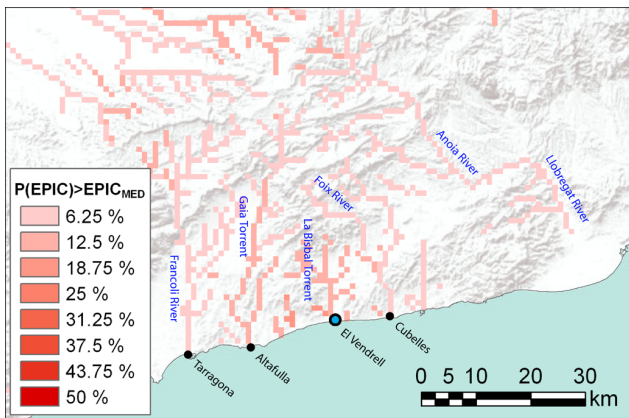 P(EPIC)>EPICMED
6.25 %
12.5 %
18.75 %
25 %
31.25 %
37.5 %
43.75 %
50 %
Francoli River
Gaia Torrent
La Bisbal Torrent
Foix River
Anoia River
Llobregat River
Tarragona
Altafulla
El Vendrell
Cubelles
0 5 10 20 30
km